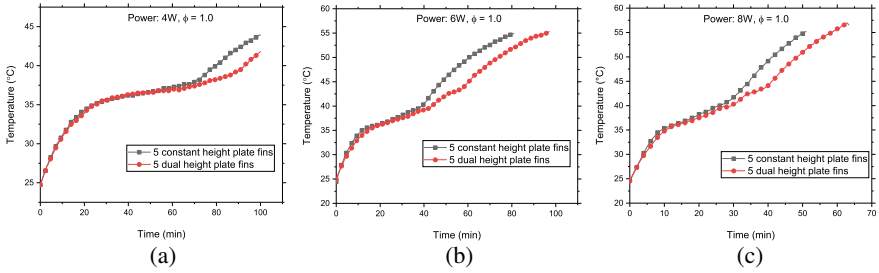 Power: 4W, ϕ = 1.0
45
40
35
30
25
Temperature (°C)
5 constant height plate fins
5 dual height plate fins
0 20 40 60 80 100
Time (min)
(a)
Power: 6W, ϕ = 1.0
60
55
50
45
40
35
30
25
20
Temperature (°C)
5 constant height plate fins
5 dual height plate fins
0 20 40 60 80 100
Time (min)
(b)
Power: 8W, ϕ = 1.0
60
55
50
45
40
35
30
25
20
Temperature (°C)
5 constant height plate fins
5 dual height plate fins
0 10 20 30 40 50 60 70
Time (min)
(c)